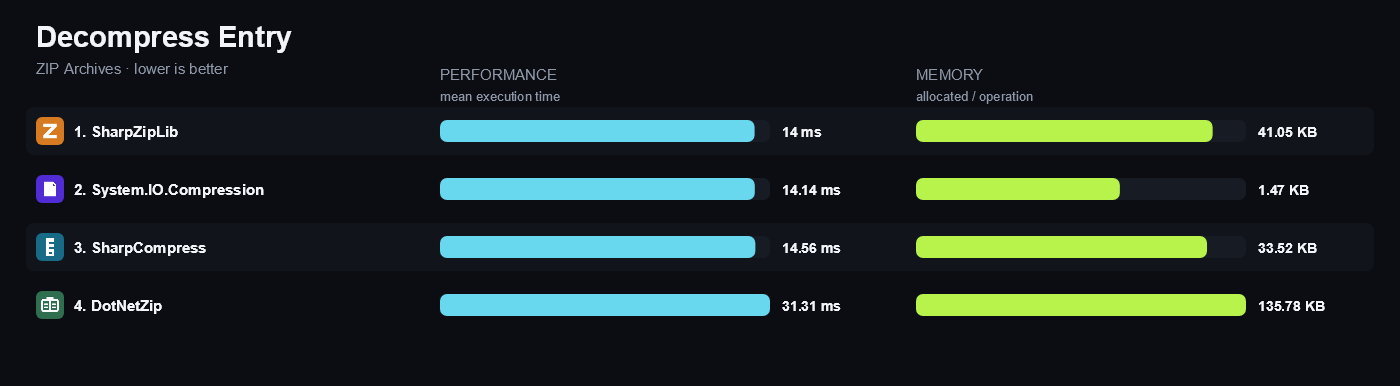 Decompress Entry
ZIP Archives · lower is better
PERFORMANCE
mean execution time
MEMORY
allocated / operation
1. SharpZipLib 14 ms 41.05 KB
2. System.IO.Compression 14.14 ms 1.47 KB
3. SharpCompress 14.56 ms 33.52 KB
4. DotNetZip 31.31 ms 135.78 KB